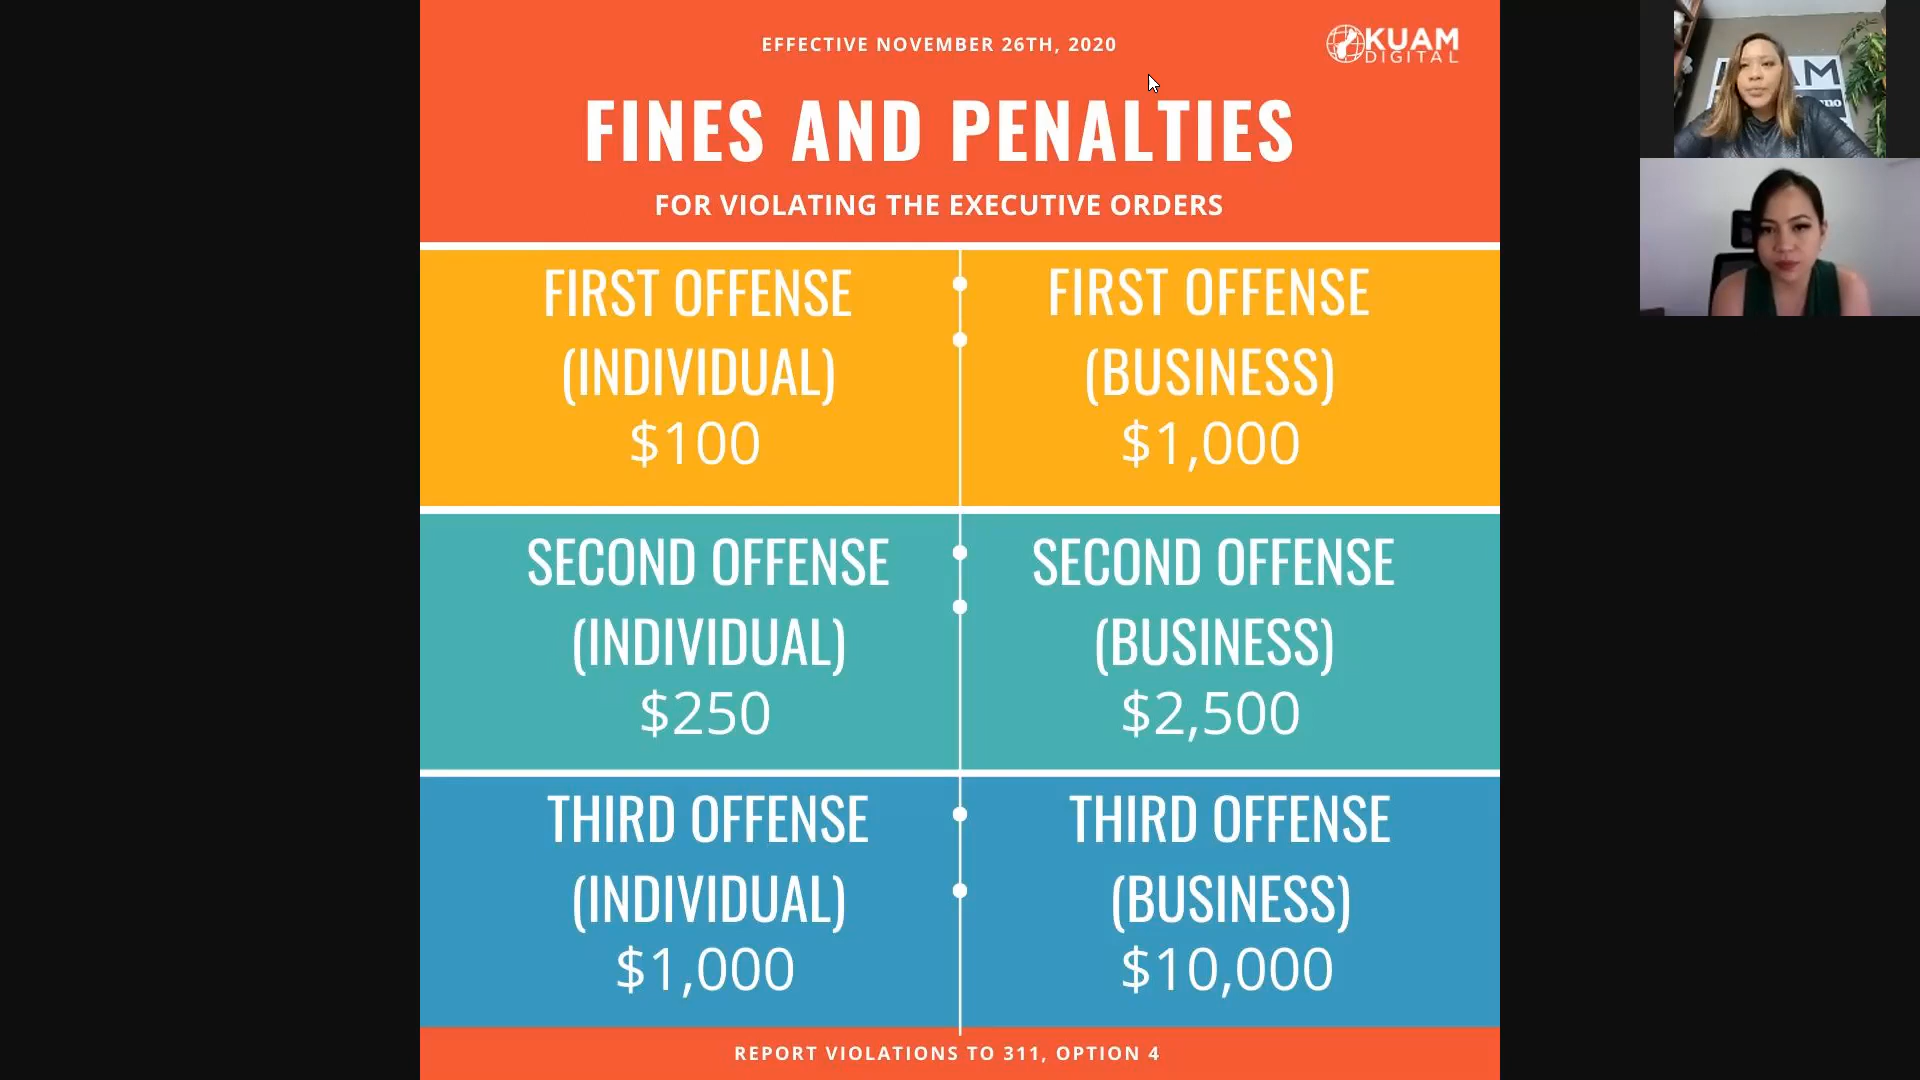 EFFECTIVE NOVEMBER 26TH, 2020
KUAM
DIGITAL
FINES AND PENALTIES
FOR VIOLATING THE EXECUTIVE ORDERS
FIRST OFFENSE
(INDIVIDUAL)
$100
FIRST OFFENSE
(BUSINESS)
$1,000
SECOND OFFENSE
(INDIVIDUAL)
$250
SECOND OFFENSE
(BUSINESS)
$2,500
THIRD OFFENSE
(INDIVIDUAL)
$1,000
THIRD OFFENSE
(BUSINESS)
$10,000
REPORT VIOLATIONS TO 311, OPTION 4